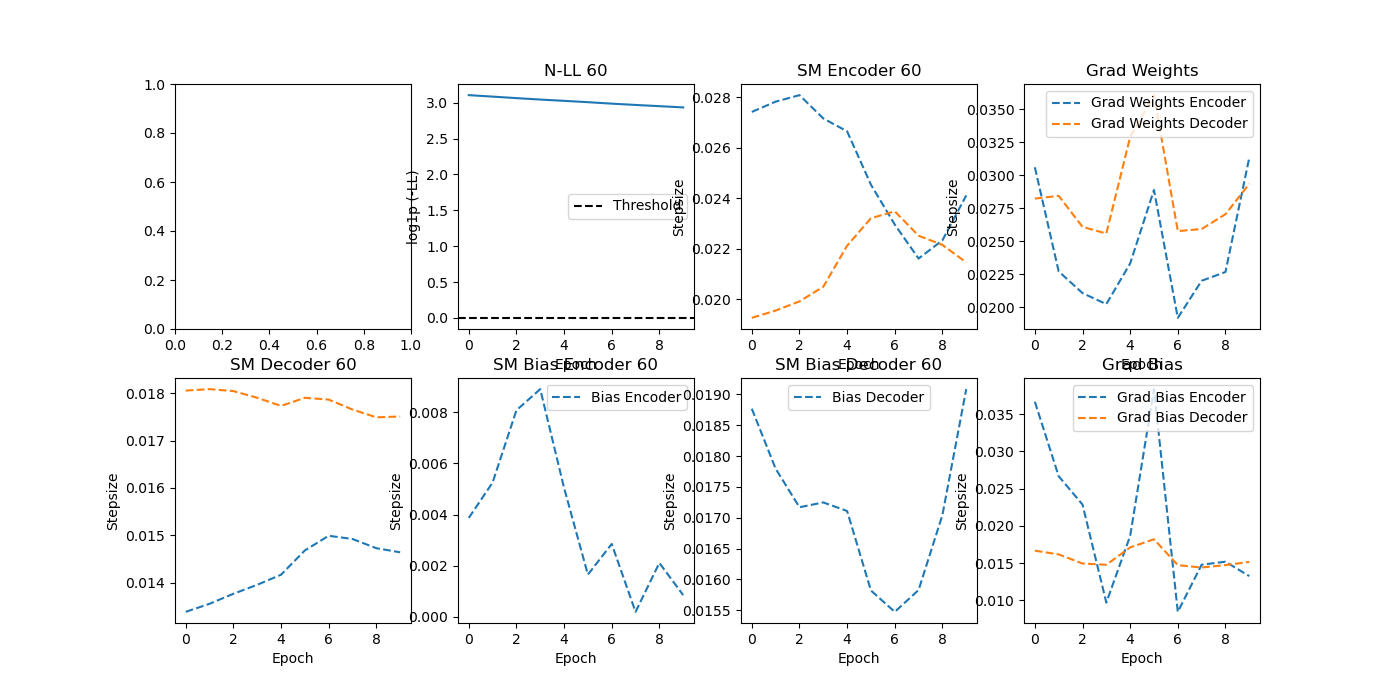 N-LL 60
SM Encoder 60
Grad Weights
1.0
0.8
0.6
0.4
0.2
0.0
0.0 0.2 0.4 0.6 0.8 1.0
log1p (-LL)
3.0
2.5
2.0
1.5
1.0
0.5
0.0
Threshold
0 2 4 6 8
Epoch
Stepsize
0.028
0.026
0.024
0.022
0.020
0 2 4 6 8
Epoch
Stepsize
0.0350
0.0325
0.0300
0.0275
0.0250
0.0225
0.0200
Grad Weights Encoder
Grad Weights Decoder
0 2 4 6 8
Epoch
SM Decoder 60
SM Bias Encoder 60
SM Bias Decoder 60
Grad Bias
Stepsize
0.018
0.017
0.016
0.015
0.014
0 2 4 6 8
Epoch
Stepsize
0.008
0.006
0.004
0.002
0.000
Bias Encoder
0 2 4 6 8
Epoch
Stepsize
0.0190
0.0185
0.0180
0.0175
0.0170
0.0165
0.0160
0.0155
Bias Decoder
0 2 4 6 8
Epoch
Stepsize
0.035
0.030
0.025
0.020
0.015
0.010
Grad Bias Encoder
Grad Bias Decoder
0 2 4 6 8
Epoch